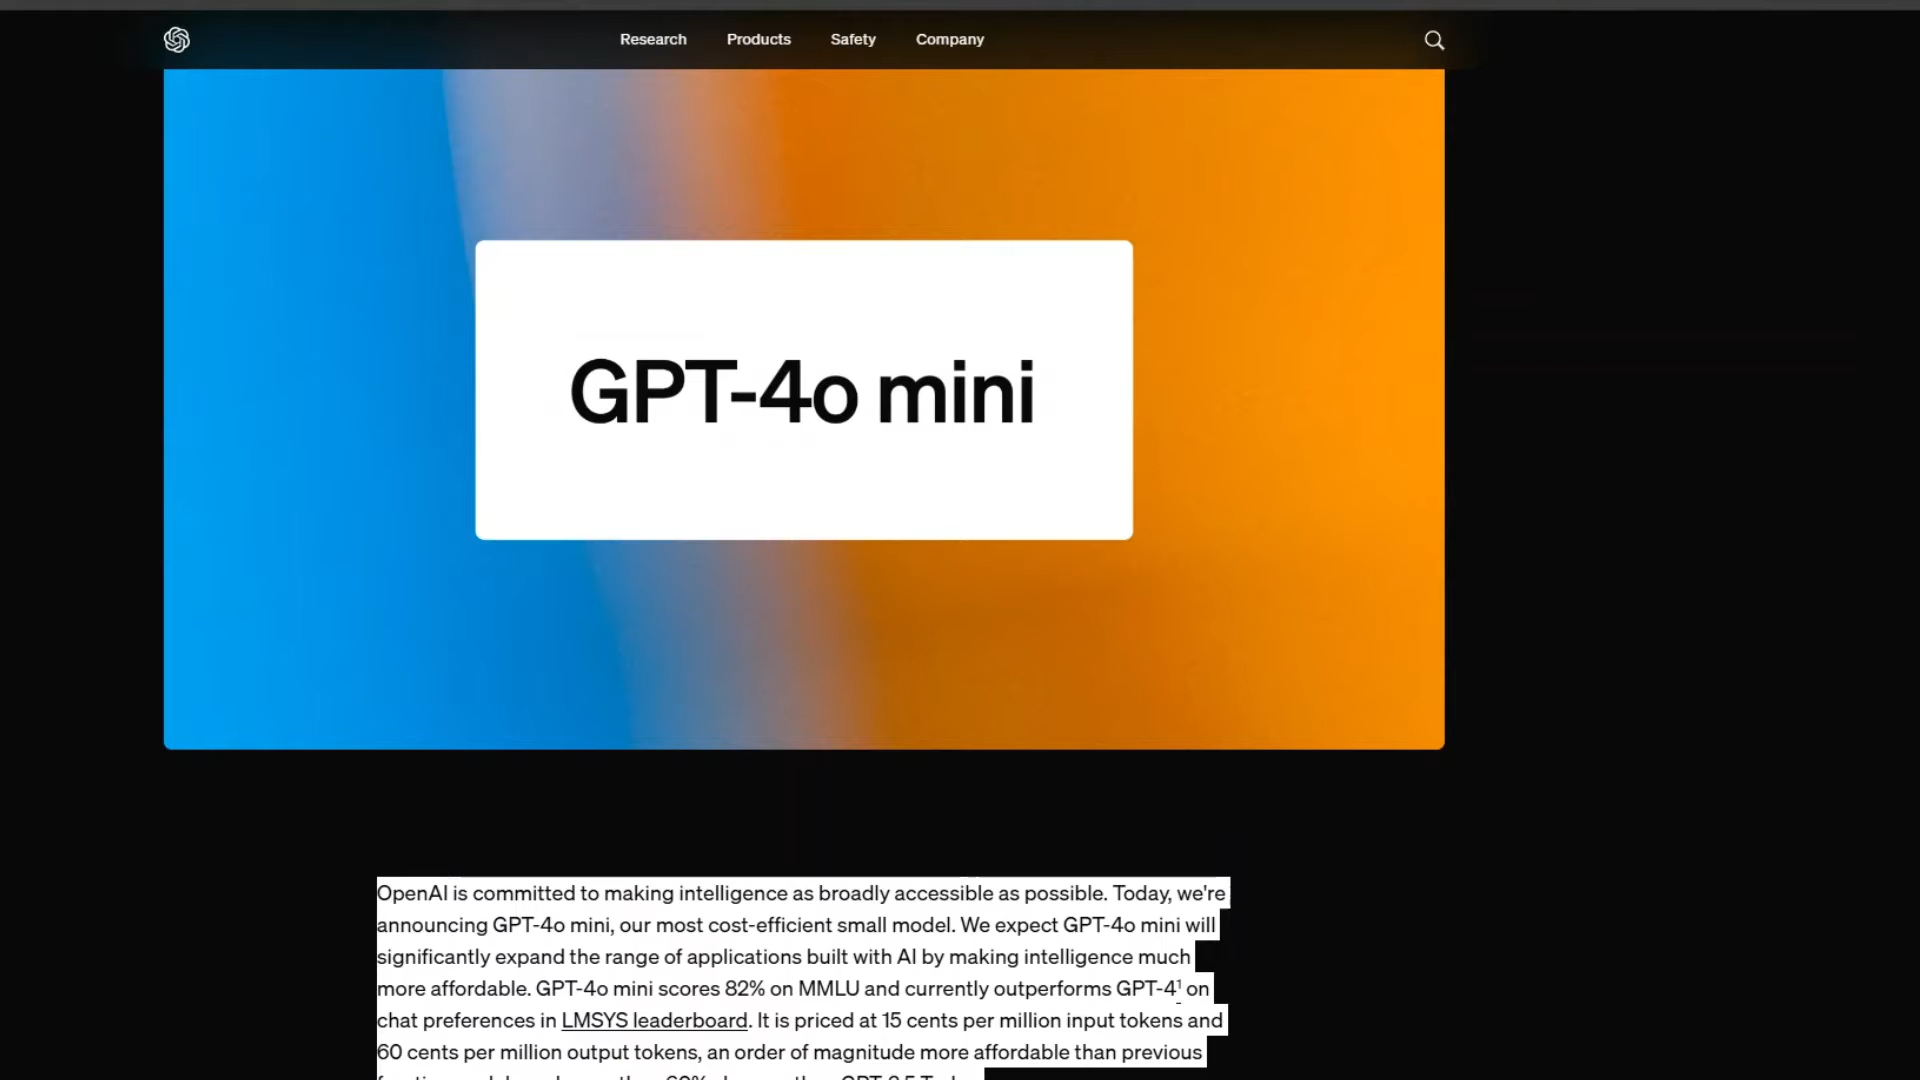 Research Products Safety Company
GPT-4o mini
OpenAI is committed to making intelligence as broadly accessible as possible. Today, we're
announcing GPT-4o mini, our most cost-efficient small model. We expect GPT-4o mini will
significantly expand the range of applications built with AI by making intelligence much
more affordable. GPT-4o mini scores 82% on MMLU and currently outperforms GPT-4¹ on
chat preferences in LMSYS leaderboard. It is priced at 15 cents per million input tokens and
60 cents per million output tokens, an order of magnitude more affordable than previous